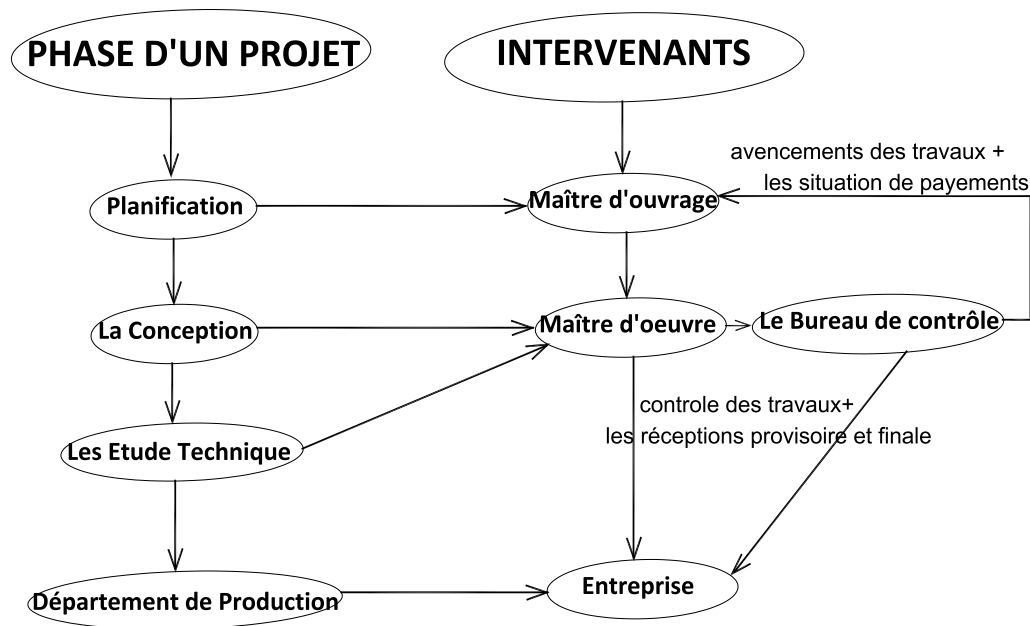 PHASE D'UN PROJET
INTERVENANTS
avencements des travaux +
les situation de payements
Planification
Maître d'ouvrage
La Conception
Maître d'oeuvre
Le Bureau de contrôle
controle des travaux+
les réceptions provisoire et finale
Les Etude Technique
Département de Production
Entreprise